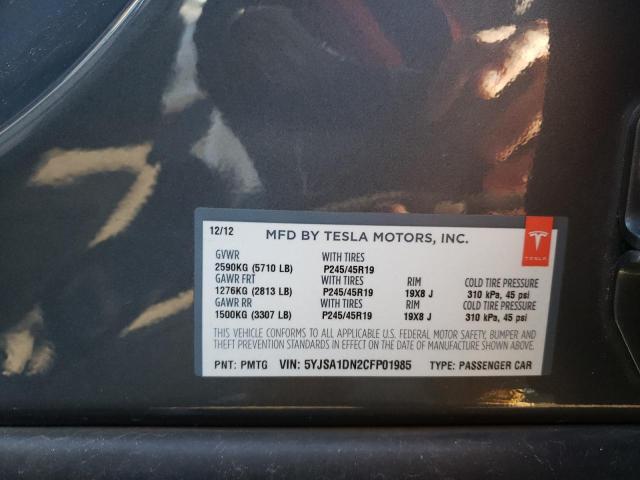 12/12 MFD BY TESLA MOTORS, INC.
TESLA
GVWR WITH TIRES
2590KG (5710 LB) P245/45R19
GAWR FRT WITH TIRES RIM COLD TIRE PRESSURE
1276KG (2813 LB) P245/45R19 19X8 J 310 kPa, 45 psi
GAWR RR WITH TIRES RIM COLD TIRE PRESSURE
1500KG (3307 LB) P245/45R19 19X8 J 310 kPa, 45 psi
THIS VEHICLE CONFORMS TO ALL APPLICABLE U.S. FEDERAL MOTOR SAFETY, BUMPER AND
THEFT PREVENTION STANDARDS IN EFFECT ON THE DATE OF MANUFACTURE SHOWN ABOVE.
PNT: PMTG VIN: 5YJSA1DN2CFP01985 TYPE: PASSENGER CAR